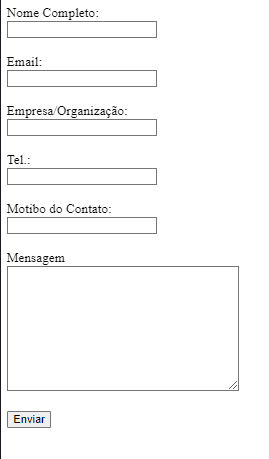 Nome Completo:
Email:
Empresa/Organização:
Tel.:
Motibo do Contato:
Mensagem
Enviar